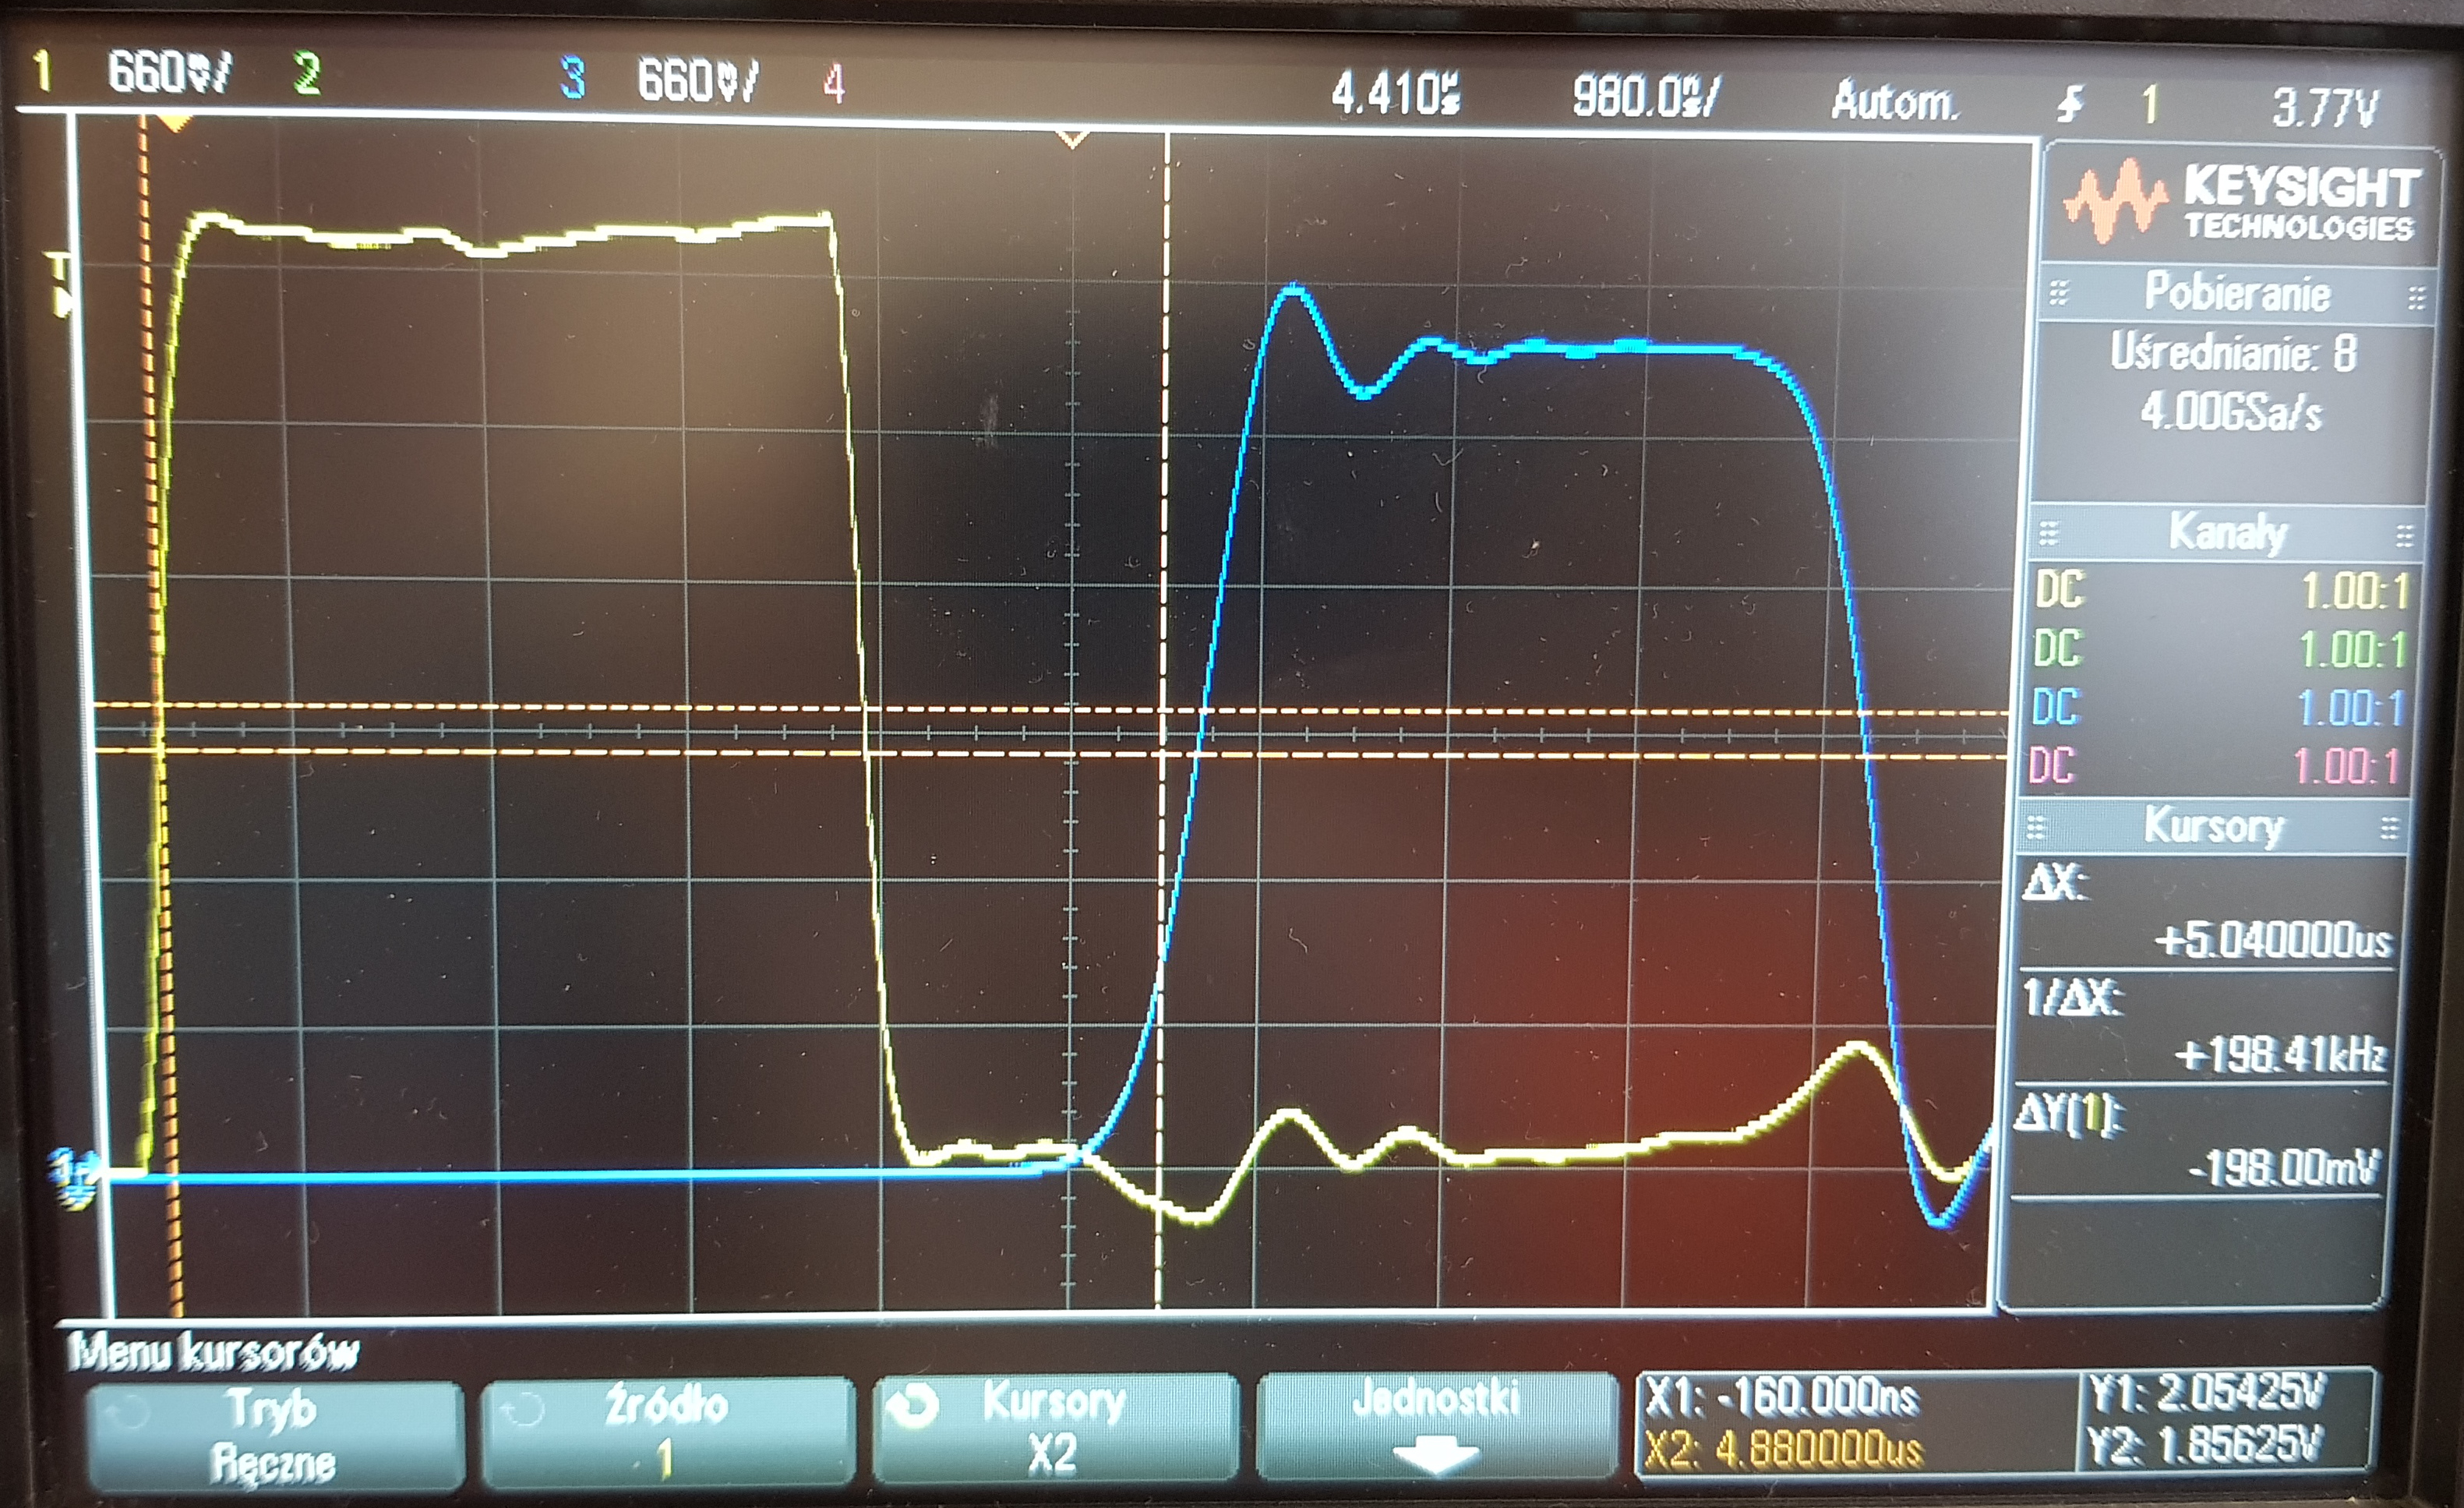 1 660mV/ 2 3 660mV/ 4 4.410us 980.0ns/ Autom. 1 3.77V
KEYSIGHT
TECHNOLOGIES
T
Pobieranie
Uśrednianie: 8
4.00GSa/s
Kanały
DC 1.00:1
DC 1.00:1
DC 1.00:1
DC 1.00:1
Kursory
ΔX:
+5.040000us
1/ΔX:
+198.41kHz
ΔY(1):
-198.00mV
Menu kursorów
Tryb
Ręczne
Źródło
1
Kursory
X2
Jednostki
X1: -160.000ns
X2: 4.880000us
Y1: 2.05425V
Y2: 1.85625V